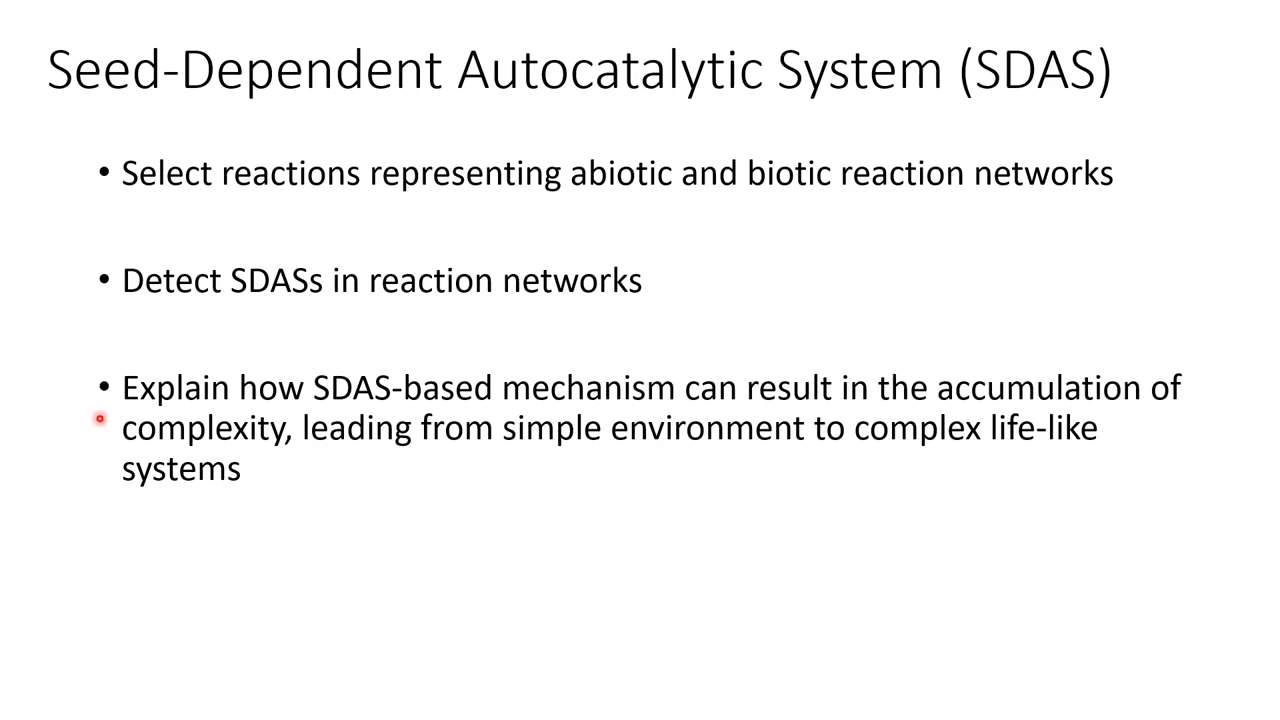 Seed-Dependent Autocatalytic System (SDAS)
• Select reactions representing abiotic and biotic reaction networks
• Detect SDASs in reaction networks
• Explain how SDAS-based mechanism can result in the accumulation of
complexity, leading from simple environment to complex life-like
systems